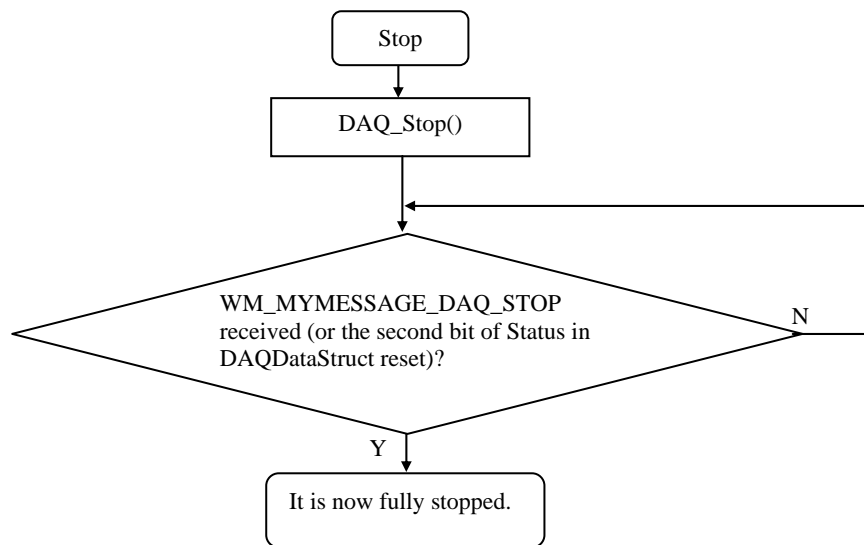 Stop
DAQ_Stop()
WM_MYMESSAGE_DAQ_STOP
received (or the second bit of Status in
DAQDataStruct reset)?
N
Y
It is now fully stopped.